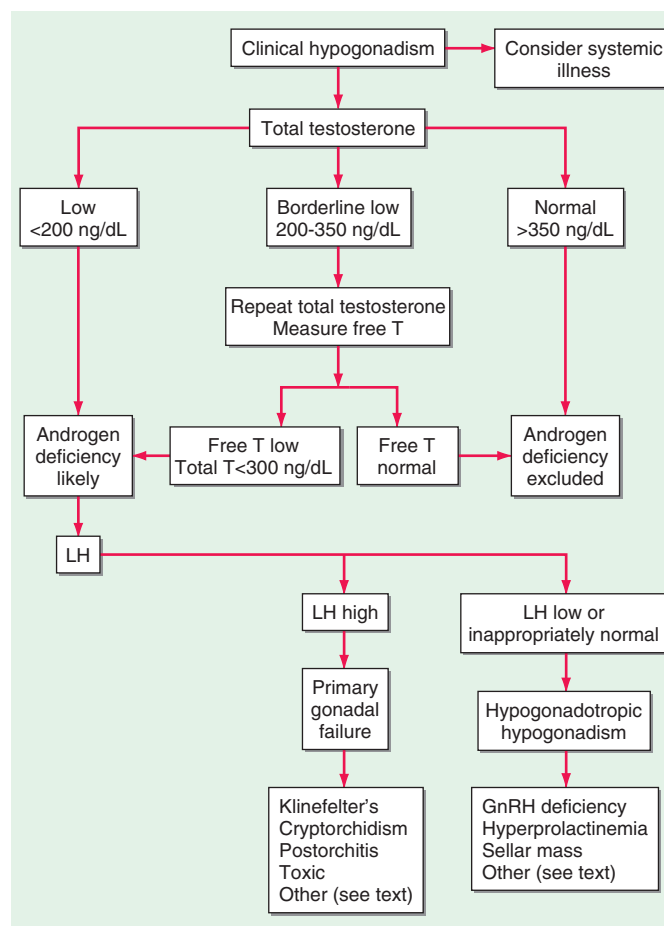 Clinical hypogonadism
Consider systemic
illness
Total testosterone
Low
<200 ng/dL
Borderline low
200-350 ng/dL
Normal
>350 ng/dL
Repeat total testosterone
Measure free T
Androgen
deficiency
likely
Free T low
Total T<300 ng/dL
Free T
normal
Androgen
deficiency
excluded
LH
LH high
LH low or
inappropriately normal
Primary
gonadal
failure
Hypogonadotropic
hypogonadism
Klinefelter's
Cryptorchidism
Postorchitis
Toxic
Other (see text)
GnRH deficiency
Hyperprolactinemia
Sellar mass
Other (see text)